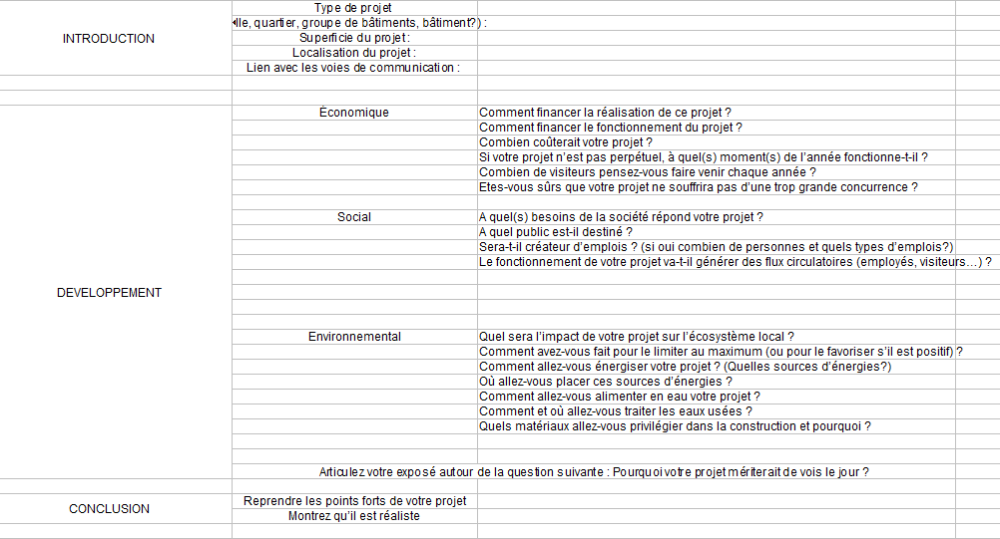 INTRODUCTION
Type de projet
lle, quartier, groupe de bâtiments, bâtiment?) :
Superficie du projet :
Localisation du projet :
Lien avec les voies de communication :
DEVELOPPEMENT
Économique
Comment financer la réalisation de ce projet ?
Comment financer le fonctionnement du projet ?
Combien coûterait votre projet ?
Si votre projet n’est pas perpétuel, à quel(s) moment(s) de l’année fonctionne-t-il ?
Combien de visiteurs pensez-vous faire venir chaque année ?
Etes-vous sûrs que votre projet ne souffrira pas d’une trop grande concurrence ?
Social
A quel(s) besoins de la société répond votre projet ?
A quel public est-il destiné ?
Sera-t-il créateur d’emplois ? (si oui combien de personnes et quels types d’emplois?)
Le fonctionnement de votre projet va-t-il générer des flux circulatoires (employés, visiteurs…) ?
Environnemental
Quel sera l’impact de votre projet sur l’écosystème local ?
Comment avez-vous fait pour le limiter au maximum (ou pour le favoriser s’il est positif) ?
Comment allez-vous énergiser votre projet ? (Quelles sources d’énergies?)
Où allez-vous placer ces sources d’énergies ?
Comment allez-vous alimenter en eau votre projet ?
Comment et où allez-vous traiter les eaux usées ?
Quels matériaux allez-vous privilégier dans la construction et pourquoi ?
Articulez votre exposé autour de la question suivante : Pourquoi votre projet mériterait de vois le jour ?
CONCLUSION
Reprendre les points forts de votre projet
Montrez qu’il est réaliste